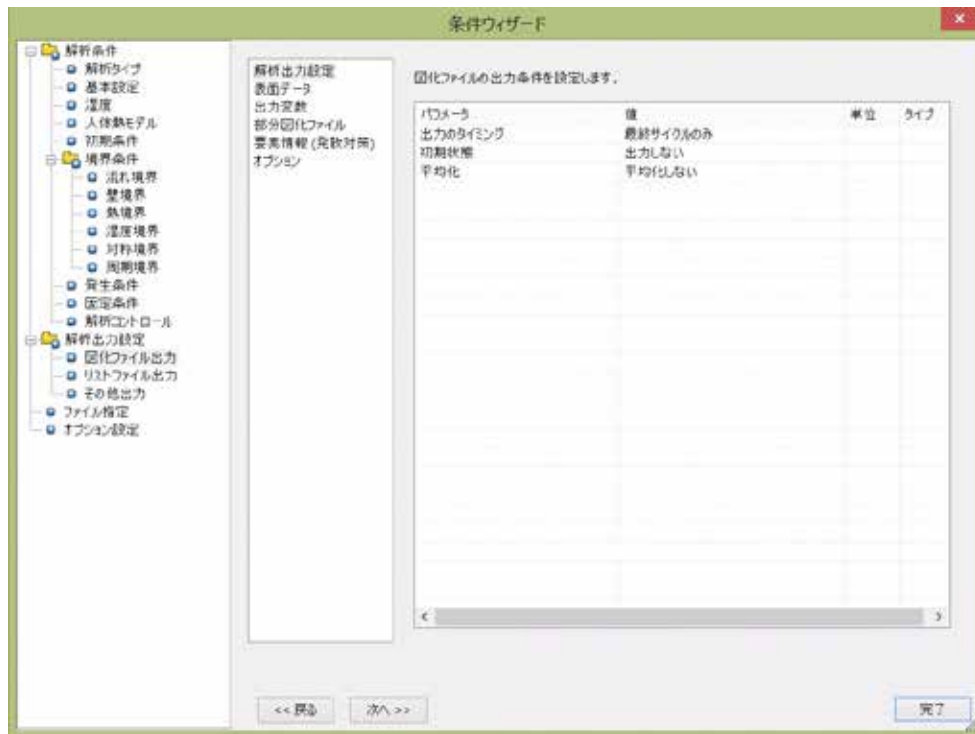 条件ウィザード
解析条件
解析タイプ
基本設定
湿度
人体熱モデル
初期条件
境界条件
流れ境界
壁境界
熱境界
湿度境界
対称境界
周期境界
発生条件
固定条件
解析コントロール
解析出力設定
図化ファイル出力
リストファイル出力
その他出力
ファイル指定
オプション設定
解析出力設定
表面データ
出力変数
部分図化ファイル
要素情報 (発散対策)
オプション
図化ファイルの出力条件を設定します。
パラメータ 値 単位 タイプ
出力のタイミング 最終サイクルのみ
初期状態 出力しない
平均化 平均化しない
<< 戻る 次へ >> 完了